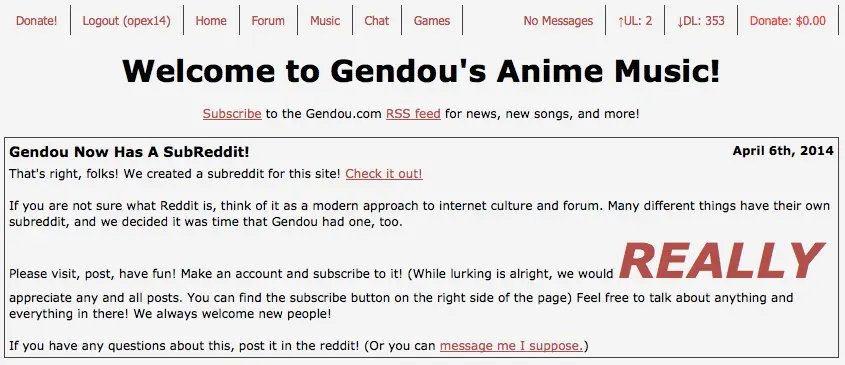 Donate! Logout (opex14) Home Forum Music Chat Games No Messages ↑UL: 2 ↓DL: 353 Donate: $0.00
Welcome to Gendou's Anime Music!
Subscribe to the Gendou.com RSS feed for news, new songs, and more!
Gendou Now Has A SubReddit! April 6th, 2014
That's right, folks! We created a subreddit for this site! Check it out!
If you are not sure what Reddit is, think of it as a modern approach to internet culture and forum. Many different things have their own
subreddit, and we decided it was time that Gendou had one, too.
Please visit, post, have fun! Make an account and subscribe to it! (While lurking is alright, we would REALLY
appreciate any and all posts. You can find the subscribe button on the right side of the page) Feel free to talk about anything and
everything in there! We always welcome new people!
If you have any questions about this, post it in the reddit! (Or you can message me I suppose.)